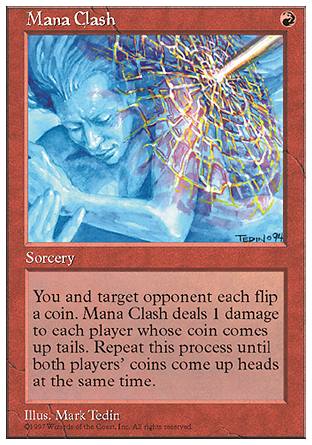 Mana Clash
TEDIN ©94
Sorcery
You and target opponent each flip
a coin. Mana Clash deals 1 damage
to each player whose coin comes
up tails. Repeat this process until
both players' coins come up heads
at the same time.
Illus. Mark Tedin
©1997 Wizards of the Coast, Inc. All rights reserved.